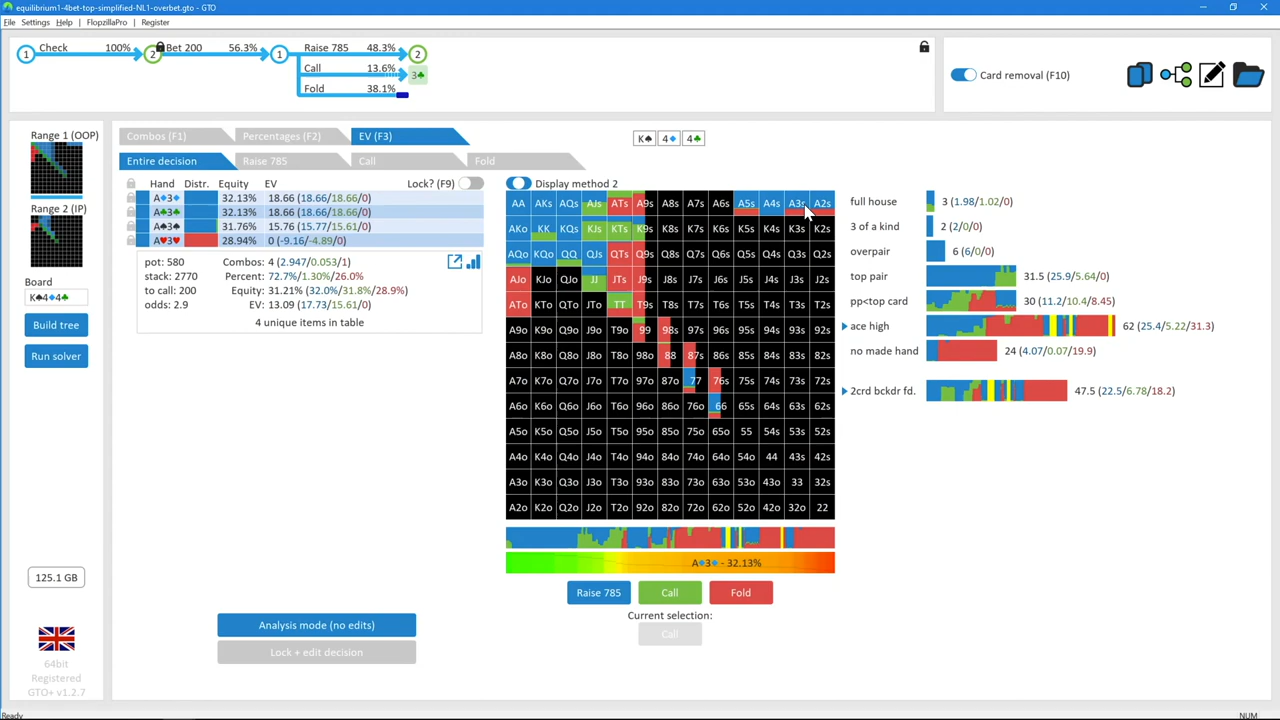 equilibrium1-4bet-top-simplified-NL1-overbet.gto - GTO
File Settings Help | FlopzillaPro | Register
1 Check 100% 2 Bet 200 56.3% 1 Raise 785 48.3% 2
Call 13.6% 3♣
Fold 38.1%
Card removal (F10)
Range 1 (OOP)
Range 2 (IP)
Board
K♠4♦4♣
Build tree
Run solver
125.1 GB
64bit
Registered
GTO+ v1.2.7
Combos (F1) Percentages (F2) EV (F3)
Entire decision Raise 785 Call Fold
Hand Distr. Equity EV Lock? (F9)
A♦3♦ 32.13% 18.66 (18.66/18.66/0)
A♣3♣ 32.13% 18.66 (18.66/18.66/0)
A♠3♠ 31.76% 15.76 (15.77/15.61/0)
A♥3♥ 28.94% 0 (-9.16/-4.89/0)
pot: 580 Combos: 4 (2.947/0.053/1)
stack: 2770 Percent: 72.7%/1.30%/26.0%
to call: 200 Equity: 31.21% (32.0%/31.8%/28.9%)
odds: 2.9 EV: 13.09 (17.73/15.61/0)
4 unique items in table
Analysis mode (no edits)
Lock + edit decision
K♠ 4♦ 4♣
Display method 2
AA AKs AQs AJs ATs A9s A8s A7s A6s A5s A4s A3s A2s
AKo KK KQs KJs KTs K9s K8s K7s K6s K5s K4s K3s K2s
AQo KQo QQ QJs QTs Q9s Q8s Q7s Q6s Q5s Q4s Q3s Q2s
AJo KJo QJo JJ JTs J9s J8s J7s J6s J5s J4s J3s J2s
ATo KTo QTo JTo TT T9s T8s T7s T6s T5s T4s T3s T2s
A9o K9o Q9o J9o T9o 99 98s 97s 96s 95s 94s 93s 92s
A8o K8o Q8o J8o T8o 98o 88 87s 86s 85s 84s 83s 82s
A7o K7o Q7o J7o T7o 97o 87o 77 76s 75s 74s 73s 72s
A6o K6o Q6o J6o T6o 96o 86o 76o 66 65s 64s 63s 62s
A5o K5o Q5o J5o T5o 95o 85o 75o 65o 55 54s 53s 52s
A4o K4o Q4o J4o T4o 94o 84o 74o 64o 54o 44 43s 42s
A3o K3o Q3o J3o T3o 93o 83o 73o 63o 53o 43o 33 32s
A2o K2o Q2o J2o T2o 92o 82o 72o 62o 52o 42o 32o 22
A♦3♦ - 32.13%
Raise 785 Call Fold
Current selection:
Call
full house 3 (1.98/1.02/0)
3 of a kind 2 (2/0/0)
overpair 6 (6/0/0)
top pair 31.5 (25.9/5.64/0)
pp<top card 30 (11.2/10.4/8.45)
ace high 62 (25.4/5.22/31.3)
no made hand 24 (4.07/0.07/19.9)
2crd bckdr fd. 47.5 (22.5/6.78/18.2)
Ready
NUM